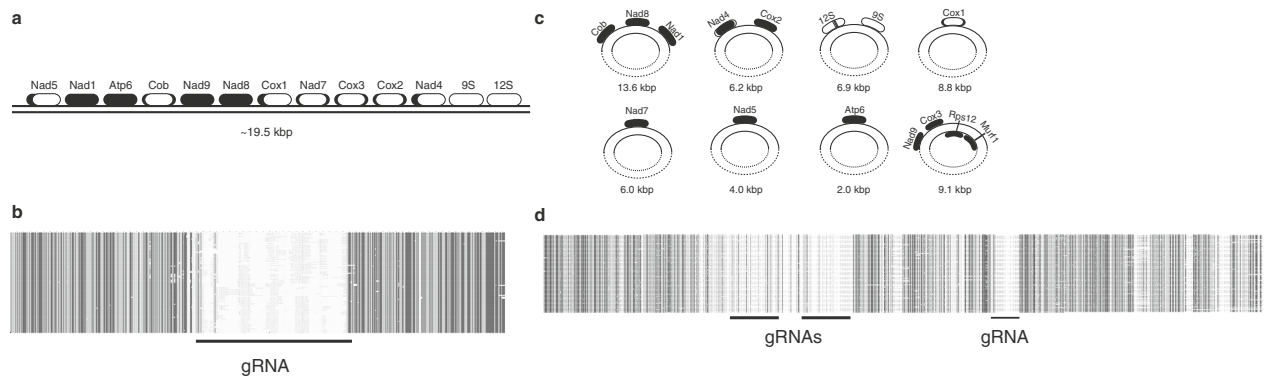 a
Nad5 Nad1 Atp6 Cob Nad9 Nad8 Cox1 Nad7 Cox3 Cox2 Nad4 9S 12S
~19.5 kbp
b
gRNA
c
Cob Nad8 Nad1 Nad4 Cox2 12S 9S Cox1
13.6 kbp 6.2 kbp 6.9 kbp 8.8 kbp
Nad7 Nad5 Atp6 Nad9 Cox3 Rps12 Murf1
6.0 kbp 4.0 kbp 2.0 kbp 9.1 kbp
d
gRNAs gRNA